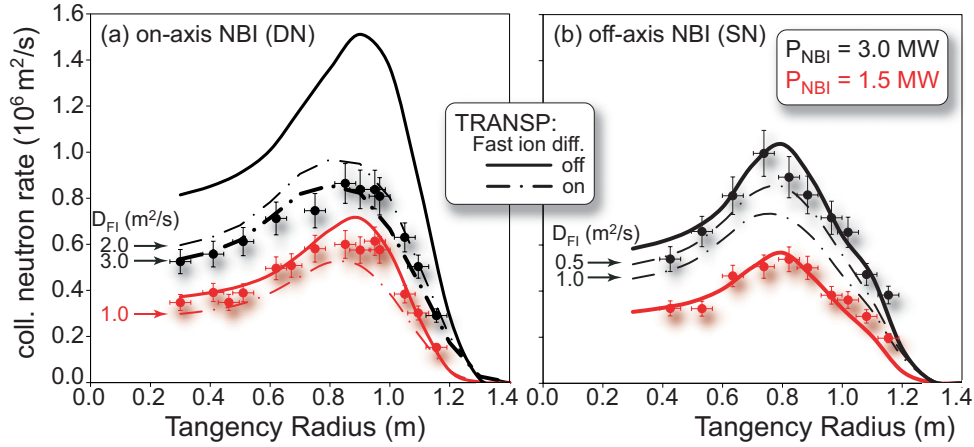 (a) on-axis NBI (DN)
(b) off-axis NBI (SN)
P_NBI = 3.0 MW
P_NBI = 1.5 MW
TRANSP:
Fast ion diff.
off
on
coll. neutron rate (10⁶ m²/s)
1.6
1.4
1.2
1.0
0.8
0.6
0.4
0.2
0.0
D_FI (m²/s)
2.0
3.0
1.0
D_FI (m²/s)
0.5
1.0
0.0 0.2 0.4 0.6 0.8 1.0 1.2 1.4
0.0 0.2 0.4 0.6 0.8 1.0 1.2 1.4
Tangency Radius (m)
Tangency Radius (m)